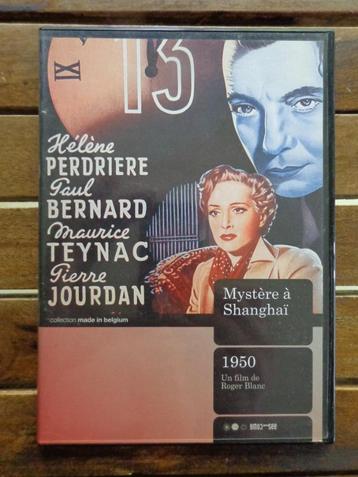 IX
13
Hélène
PERDRIERE
Paul
BERNARD
Maurice
TEYNAC
Pierre
JOURDAN
collection made in belgium
Mystère à
Shanghaï
1950
Un film de
Roger Blanc